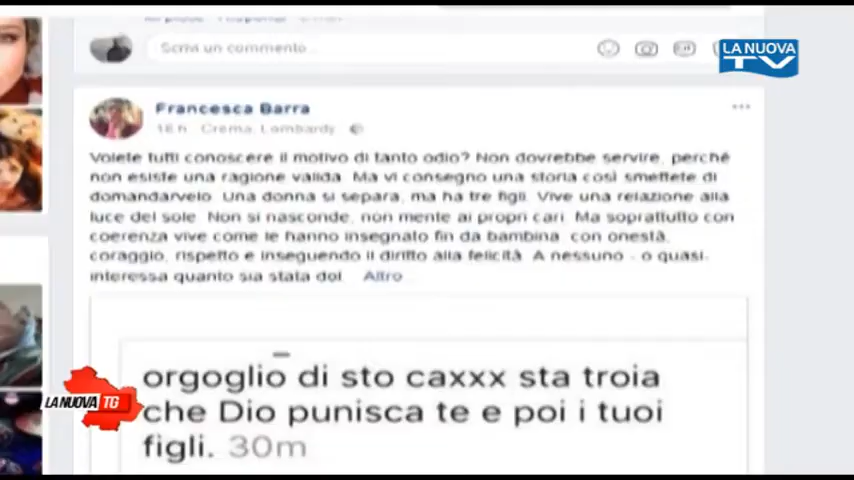 Scrivi un commento...
LA NUOVA
TV
Francesca Barra
18 h · Crema, Lombardy
Volete tutti conoscere il motivo di tanto odio? Non dovrebbe servire, perché
non esiste una ragione valida. Ma vi consegno una storia così smettete di
domandarvelo. Una donna si separa, ma ha tre figli. Vive una relazione alla
luce del sole. Non si nasconde, non mente ai propri cari. Ma soprattutto con
coerenza vive come le hanno insegnato fin da bambina: con onestà,
coraggio, rispetto e inseguendo il diritto alla felicità. A nessuno - o quasi-
interessa quanto sia stata dol... Altro...
orgoglio di sto caxxx sta troia
che Dio punisca te e poi i tuoi
figli. 30m
LA NUOVA TG